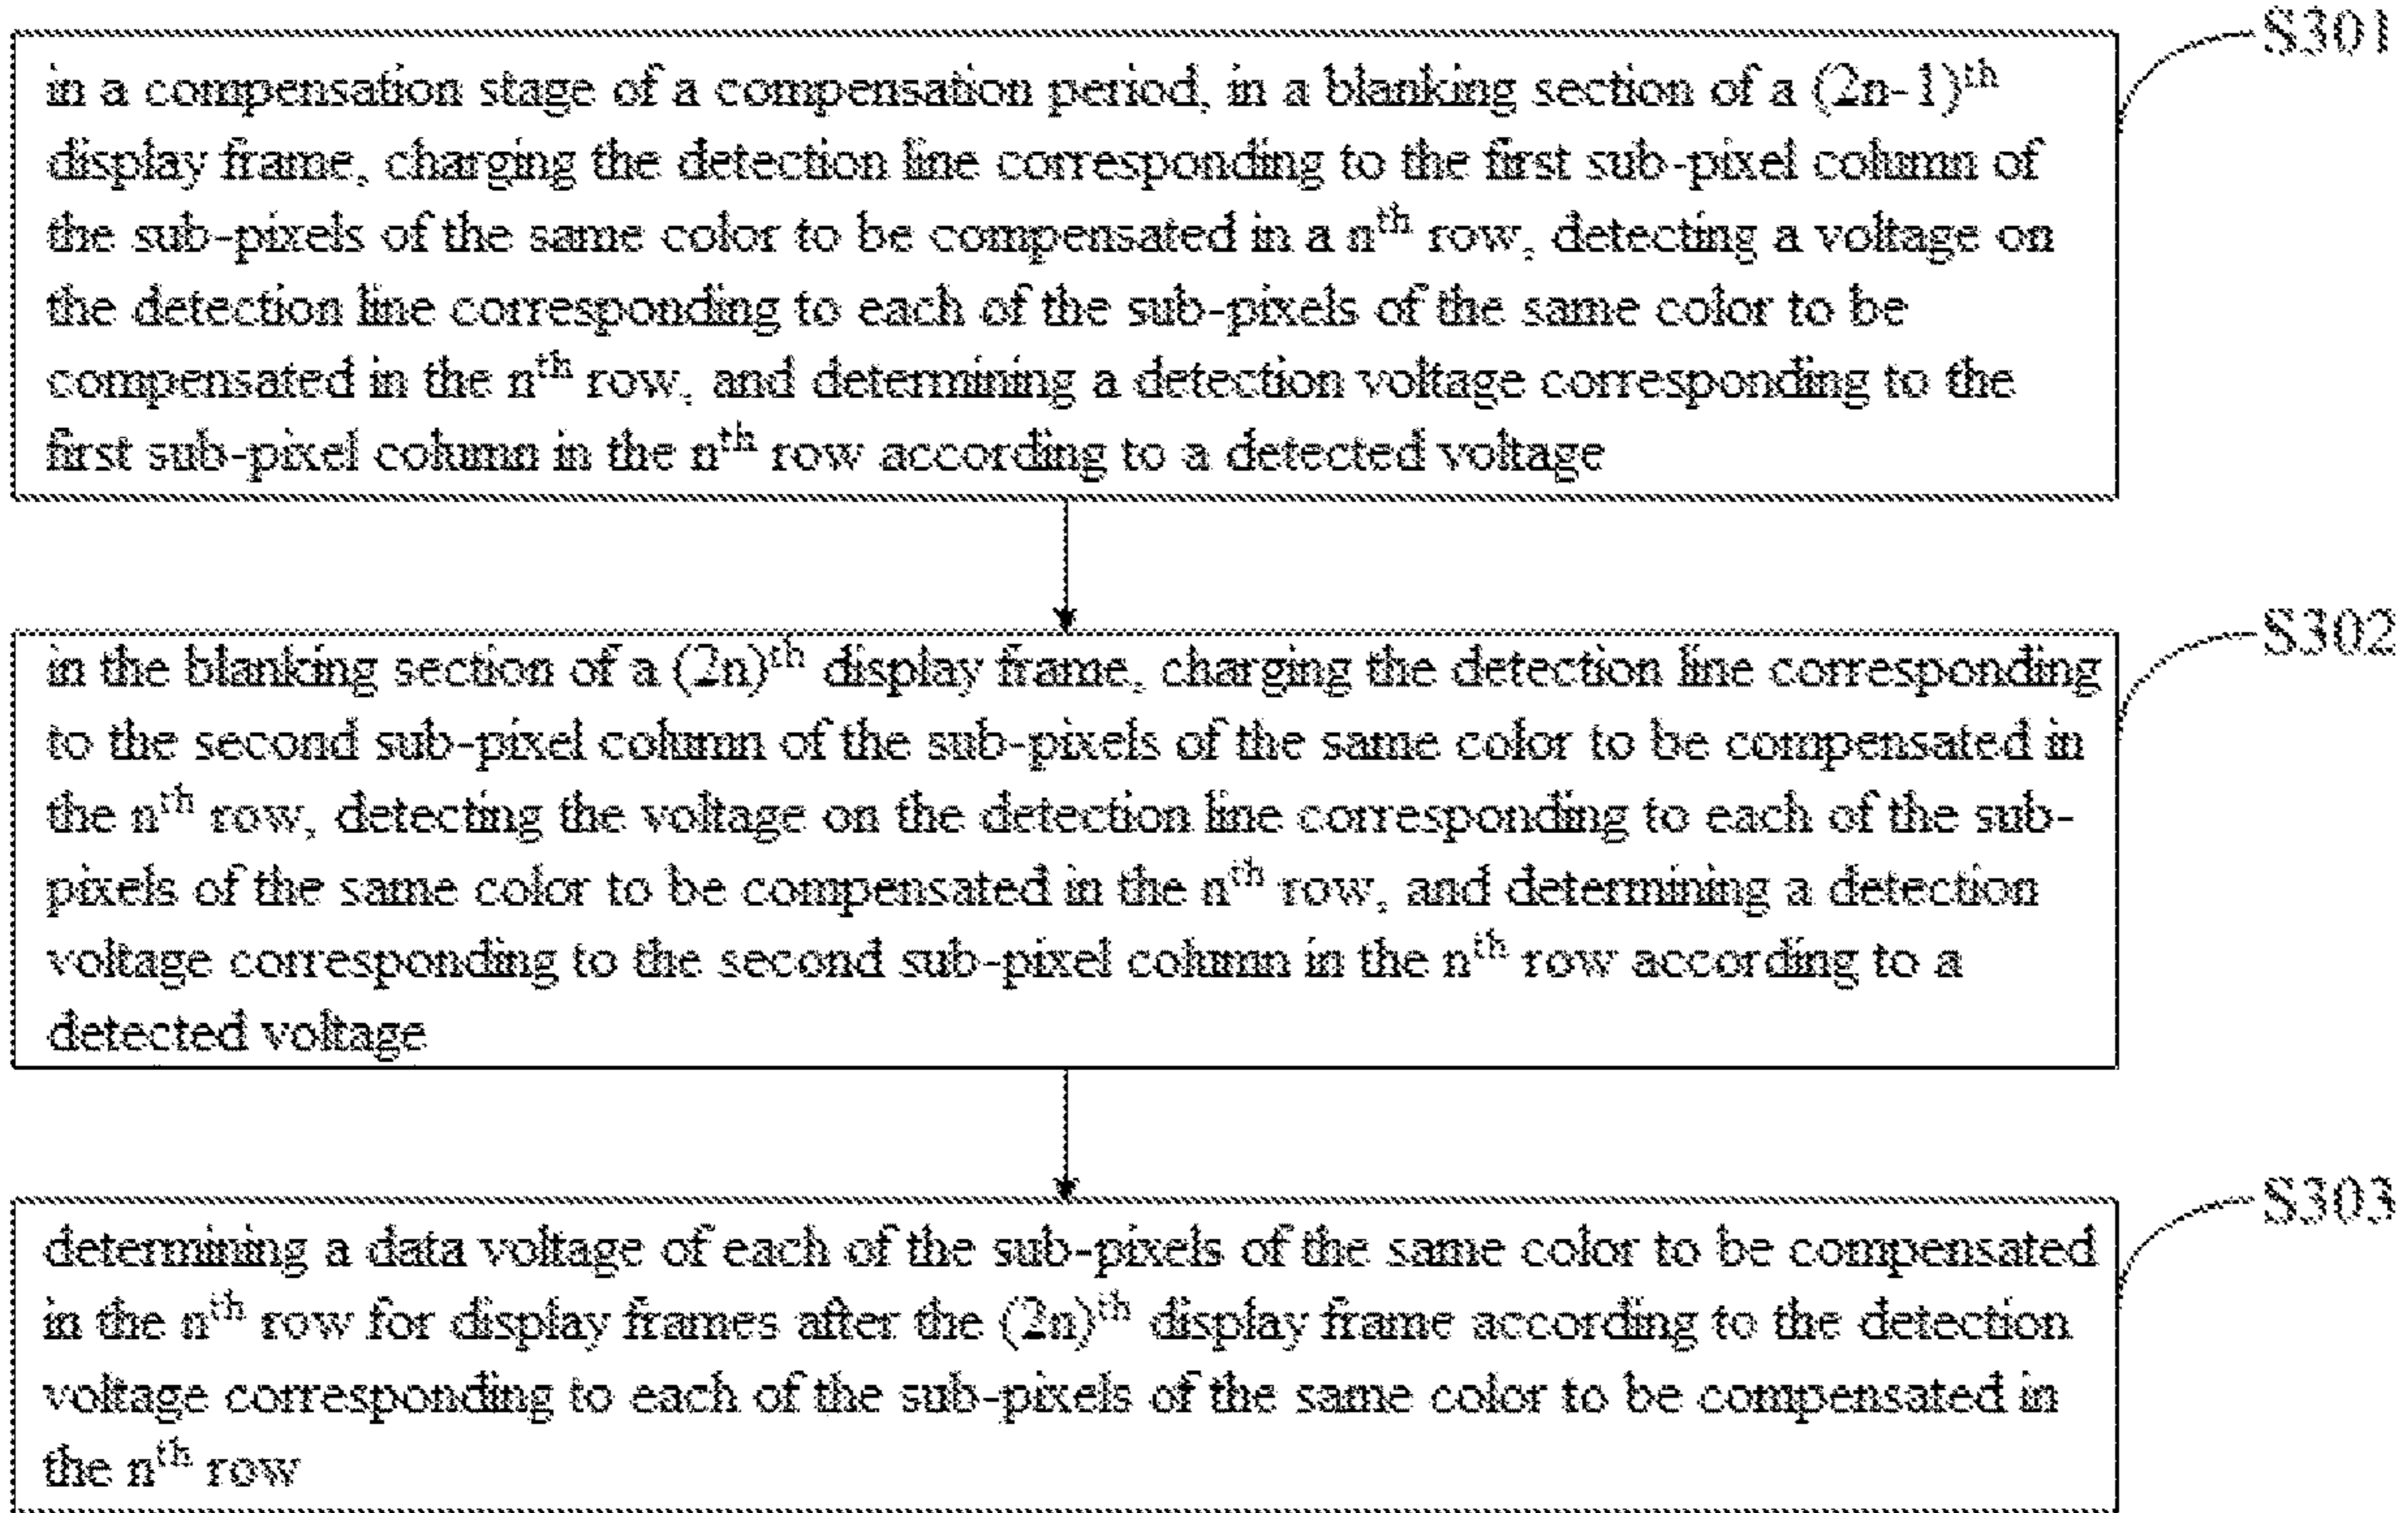 S301
in a compensation stage of a compensation period, in a blanking section of a (2n-1)th
display frame, charging the detection line corresponding to the first sub-pixel column of
the sub-pixels of the same color to be compensated in a nth row, detecting a voltage on
the detection line corresponding to each of the sub-pixels of the same color to be
compensated in the nth row, and determining a detection voltage corresponding to the
first sub-pixel column in the nth row according to a detected voltage
S302
in the blanking section of a (2n)th display frame, charging the detection line corresponding
to the second sub-pixel column of the sub-pixels of the same color to be compensated in
the nth row, detecting the voltage on the detection line corresponding to each of the sub-
pixels of the same color to be compensated in the nth row, and determining a detection
voltage corresponding to the second sub-pixel column in the nth row according to a
detected voltage
S303
determining a data voltage of each of the sub-pixels of the same color to be compensated
in the nth row for display frames after the (2n)th display frame according to the detection
voltage corresponding to each of the sub-pixels of the same color to be compensated in
the nth row